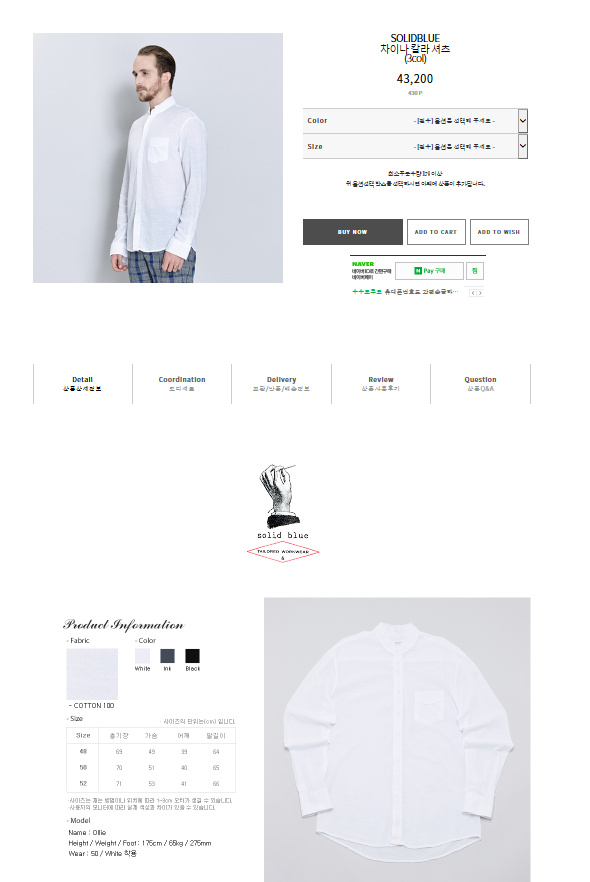 SOLIDBLUE
차이나 칼라 셔츠
(3col)
43,200
430 P
Color - [필수] 옵션을 선택해 주세요 -
Size - [필수] 옵션을 선택해 주세요 -
최소주문수량 1개 이상
위 옵션선택 박스를 선택하시면 아래에 상품이 추가됩니다.
BUY NOW ADD TO CART ADD TO WISH
NAVER
네이버 ID로 간편구매
네이버페이
N Pay 구매 찜
Detail Coordination Delivery Review Question
상품상세정보 코디세트 교환/반품/배송정보 상품사용후기 상품Q&A
solid blue
TAILORED WORKWEAR
&
Product Information
- Fabric - Color
White Ink Black
- COTTON 100
- Size · 사이즈의 단위는(cm) 입니다.
Size 총기장 가슴 어깨 팔길이
48 69 49 39 64
50 70 51 40 65
52 71 53 41 66
·사이즈는 재는 방법이나 위치에 따라 1~3cm 오차가 생길 수 있습니다.
·사용자의 모니터에 따라 실제 색상과 차이가 있을 수 있습니다.
- Model
Name : Ollie
Height / Weight / Foot : 175cm / 65kg / 275mm
Wear : 50 / White 착용